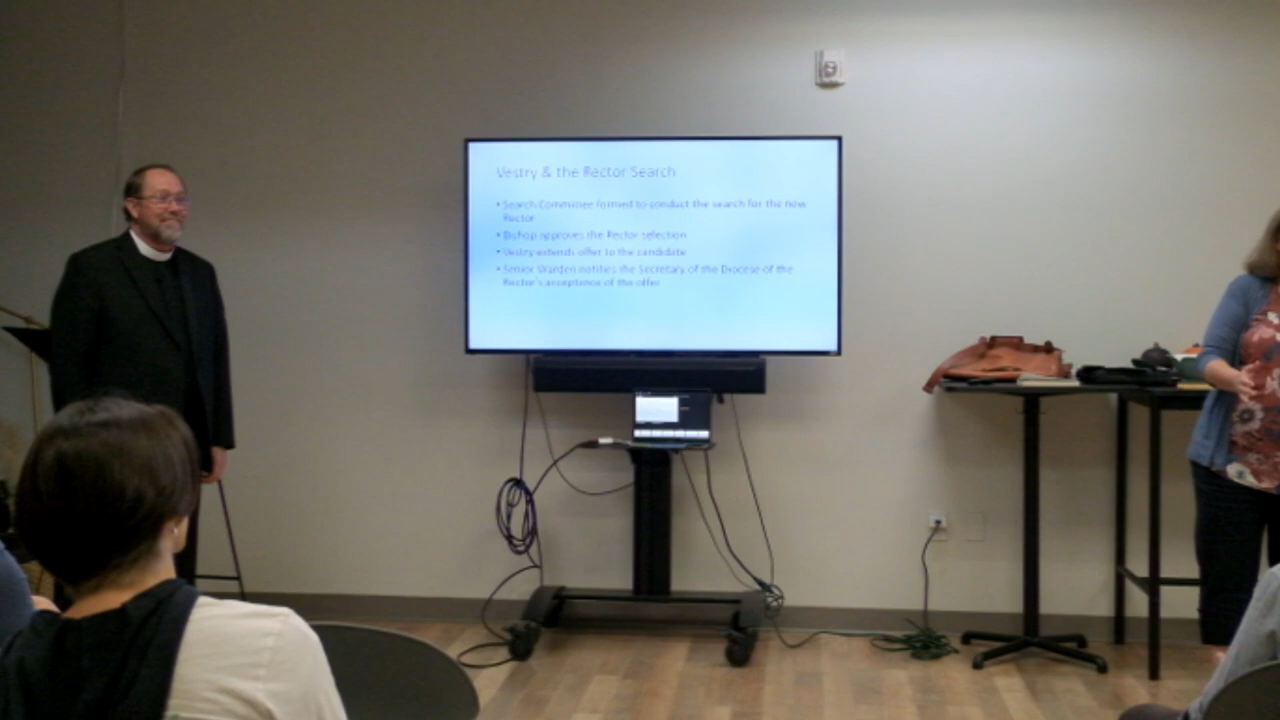 Vestry & the Rector Search
• Search Committee formed to conduct the search for the new
Rector
• Bishop approves the Rector selection
• Vestry extends offer to the candidate
• Senior Warden notifies the Secretary of the Diocese of the
Rector's acceptance of the offer